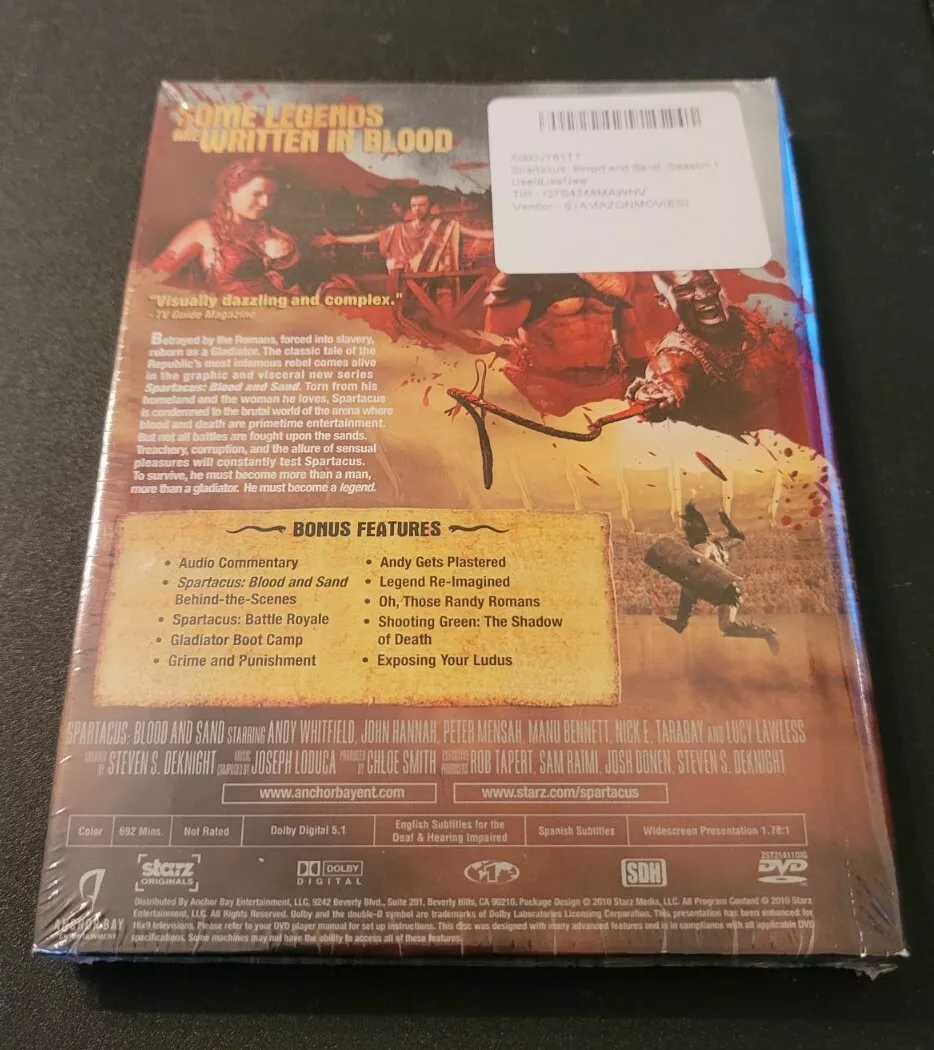 SOME LEGENDS
ARE WRITTEN IN BLOOD
Spartacus: Blood and Sand, Season 1
UsedLikeNew
Vendor - 8 (AMAZONMOVIES)
"Visually dazzling and complex."
- TV Guide Magazine
Betrayed by the Romans, forced into slavery,
reborn as a Gladiator. The classic tale of the
Republic's most infamous rebel comes alive
in the graphic and visceral new series
Spartacus: Blood and Sand. Torn from his
homeland and the woman he loves, Spartacus
is condemned to the brutal world of the arena where
blood and death are primetime entertainment.
But not all battles are fought upon the sands.
Treachery, corruption, and the allure of sensual
pleasures will constantly test Spartacus.
To survive, he must become more than a man,
more than a gladiator. He must become a legend.
BONUS FEATURES
• Audio Commentary
• Spartacus: Blood and Sand
Behind-the-Scenes
• Spartacus: Battle Royale
• Gladiator Boot Camp
• Grime and Punishment
• Andy Gets Plastered
• Legend Re-Imagined
• Oh, Those Randy Romans
• Shooting Green: The Shadow
of Death
• Exposing Your Ludus
SPARTACUS: BLOOD AND SAND STARRING ANDY WHITFIELD, JOHN HANNAH, PETER MENSAH, MANU BENNETT, NICK E. TARABAY AND LUCY LAWLESS
CREATED BY STEVEN S. DEKNIGHT MUSIC COMPOSED BY JOSEPH LODUCA PRODUCED BY CHLOE SMITH EXECUTIVE PRODUCERS ROB TAPERT, SAM RAIMI, JOSH DONEN, STEVEN S. DEKNIGHT
www.anchorbayent.com www.starz.com/spartacus
Color 692 Mins. Not Rated Dolby Digital 5.1 English Subtitles for the Deaf & Hearing Impaired Spanish Subtitles Widescreen Presentation 1.78:1
starz
ORIGINALS
DOLBY
DIGITAL
1
SDH
DVD
ANCHOR BAY
ENTERTAINMENT
Distributed By Anchor Bay Entertainment, LLC, 9242 Beverly Blvd., Suite 201, Beverly Hills, CA 90210. Package Design © 2010 Starz Media, LLC. All Program Content © 2010 Starz
Entertainment, LLC. All Rights Reserved. Dolby and the double-D symbol are trademarks of Dolby Laboratories Licensing Corporation. This presentation has been enhanced for
16x9 televisions. Please refer to your DVD player manual for set up instructions. This disc was designed with many advanced features and is in compliance with all applicable DVD
specifications. Some machines may not have the ability to access all of these features.